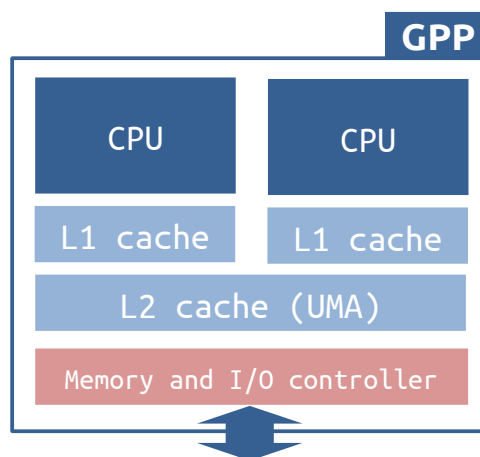 GPP
CPU
CPU
L1 cache
L1 cache
L2 cache (UMA)
Memory and I/O controller